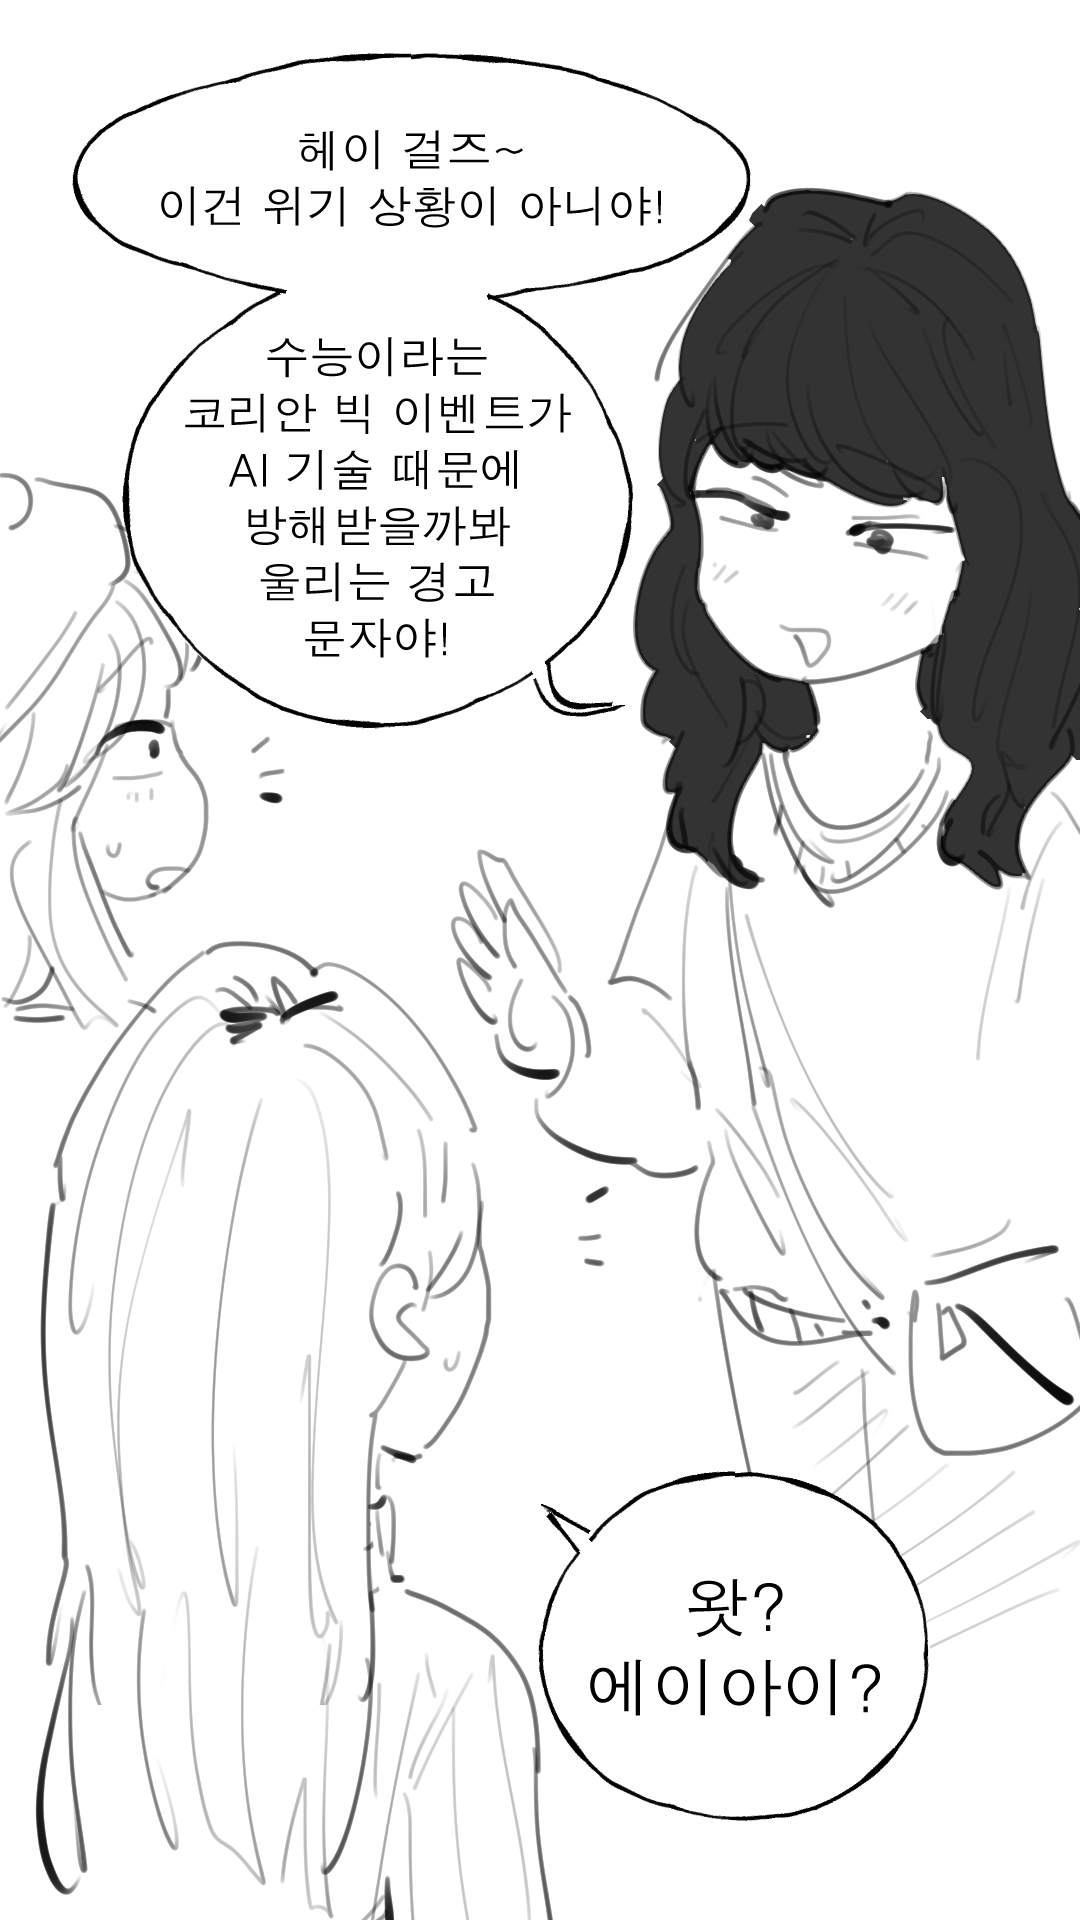 헤이 걸즈~
이건 위기 상황이 아니야!
수능이라는
코리안 빅 이벤트가
AI 기술 때문에
방해받을까봐
울리는 경고
문자야!
왓?
에이아이?